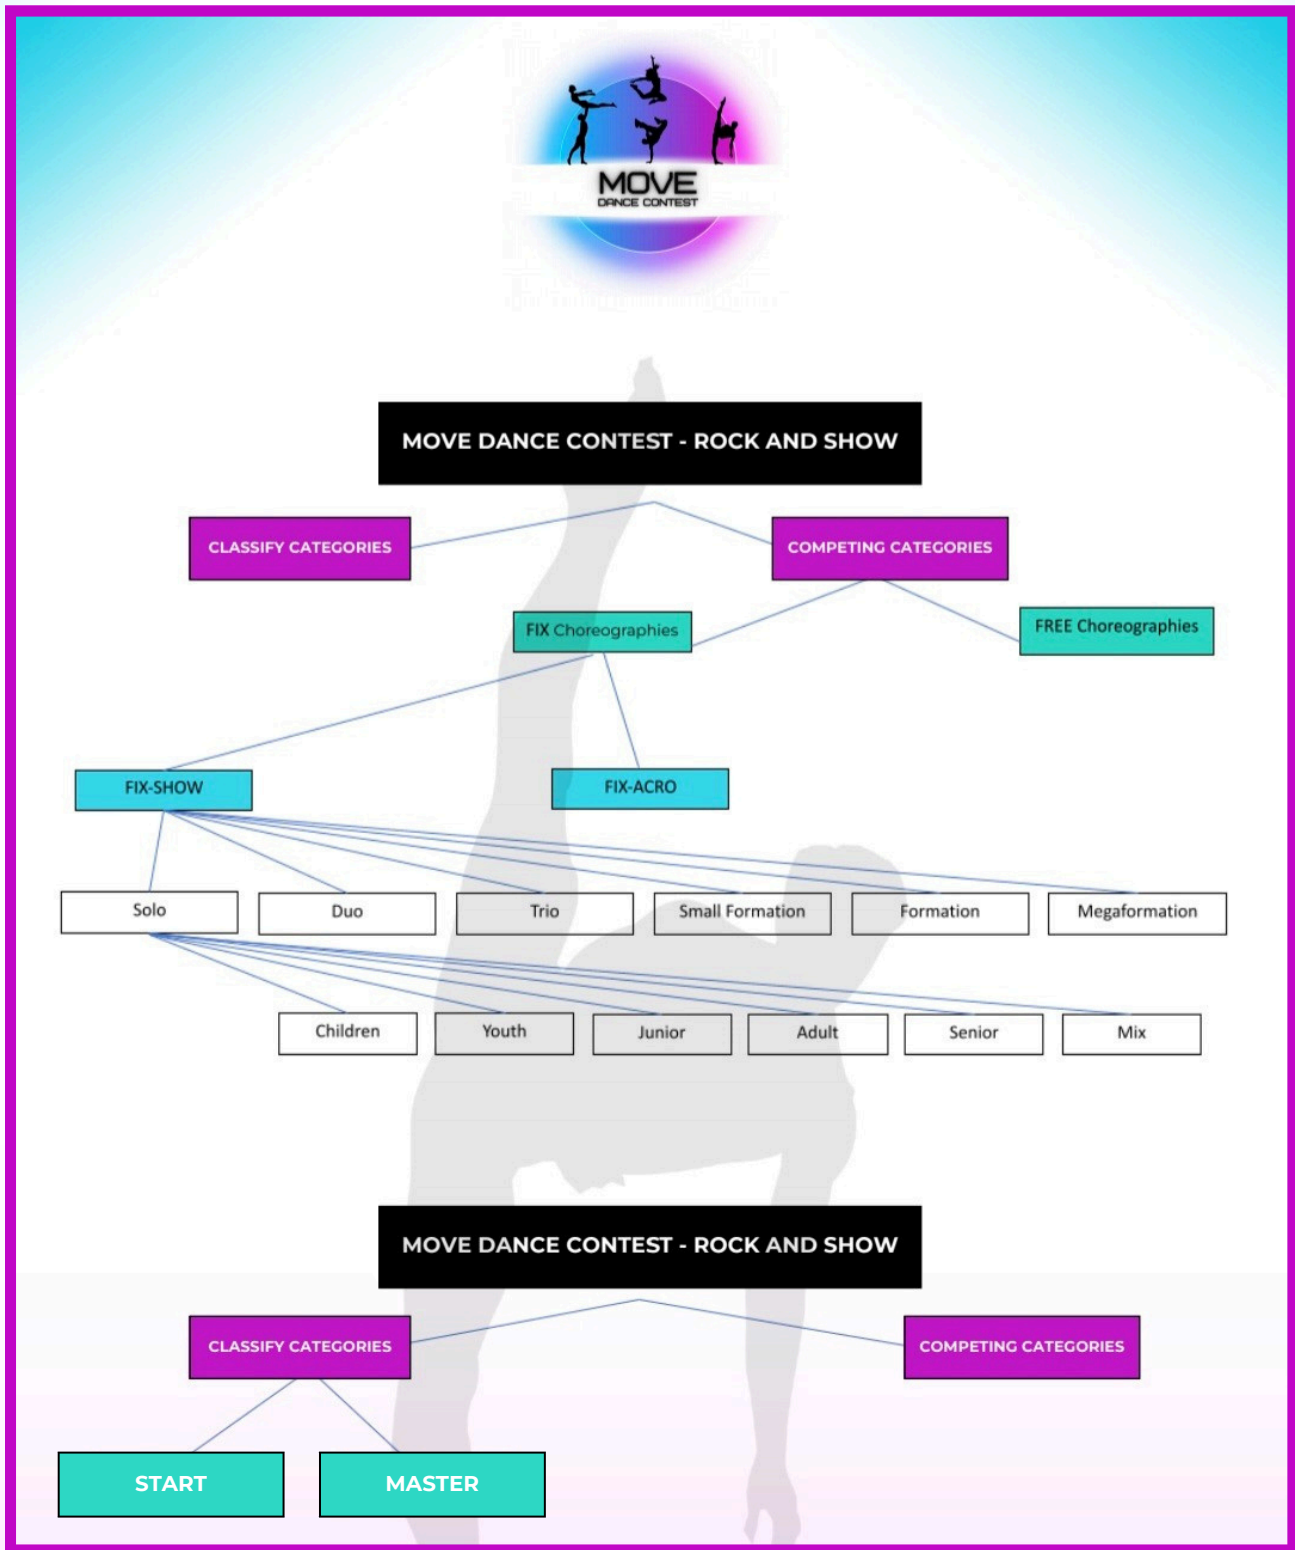 MOVE
DANCE CONTEST
MOVE DANCE CONTEST - ROCK AND SHOW
CLASSIFY CATEGORIES
COMPETING CATEGORIES
FIX Choreographies
FREE Choreographies
FIX-SHOW
FIX-ACRO
Solo
Duo
Trio
Small Formation
Formation
Megaformation
Children
Youth
Junior
Adult
Senior
Mix
MOVE DANCE CONTEST - ROCK AND SHOW
CLASSIFY CATEGORIES
COMPETING CATEGORIES
START
MASTER